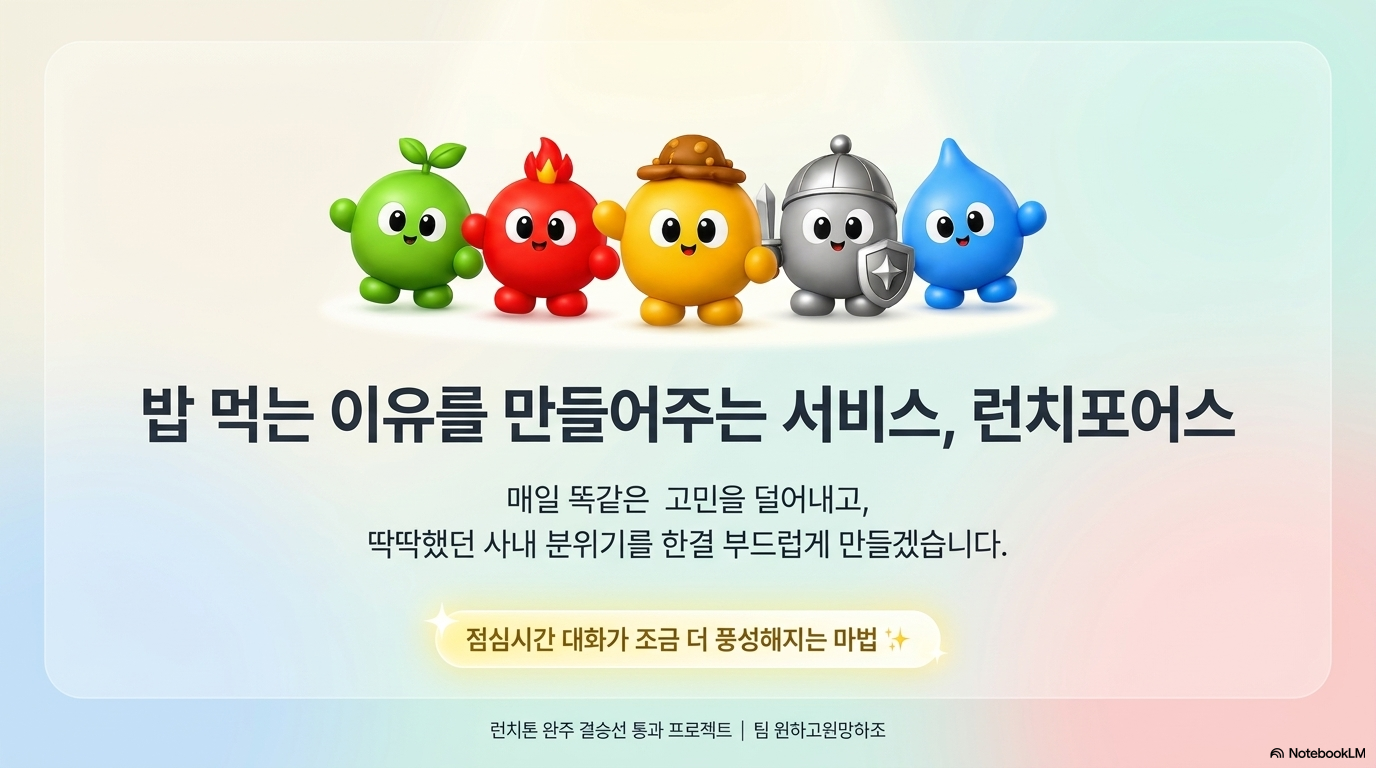 밥 먹는 이유를 만들어주는 서비스, 런치포어스
매일 똑같은 고민을 덜어내고,
딱딱했던 사내 분위기를 한결 부드럽게 만들겠습니다.
점심시간 대화가 조금 더 풍성해지는 마법 ✨
런치톤 완주 결승선 통과 프로젝트 | 팀 원하고원망하조
NotebookLM